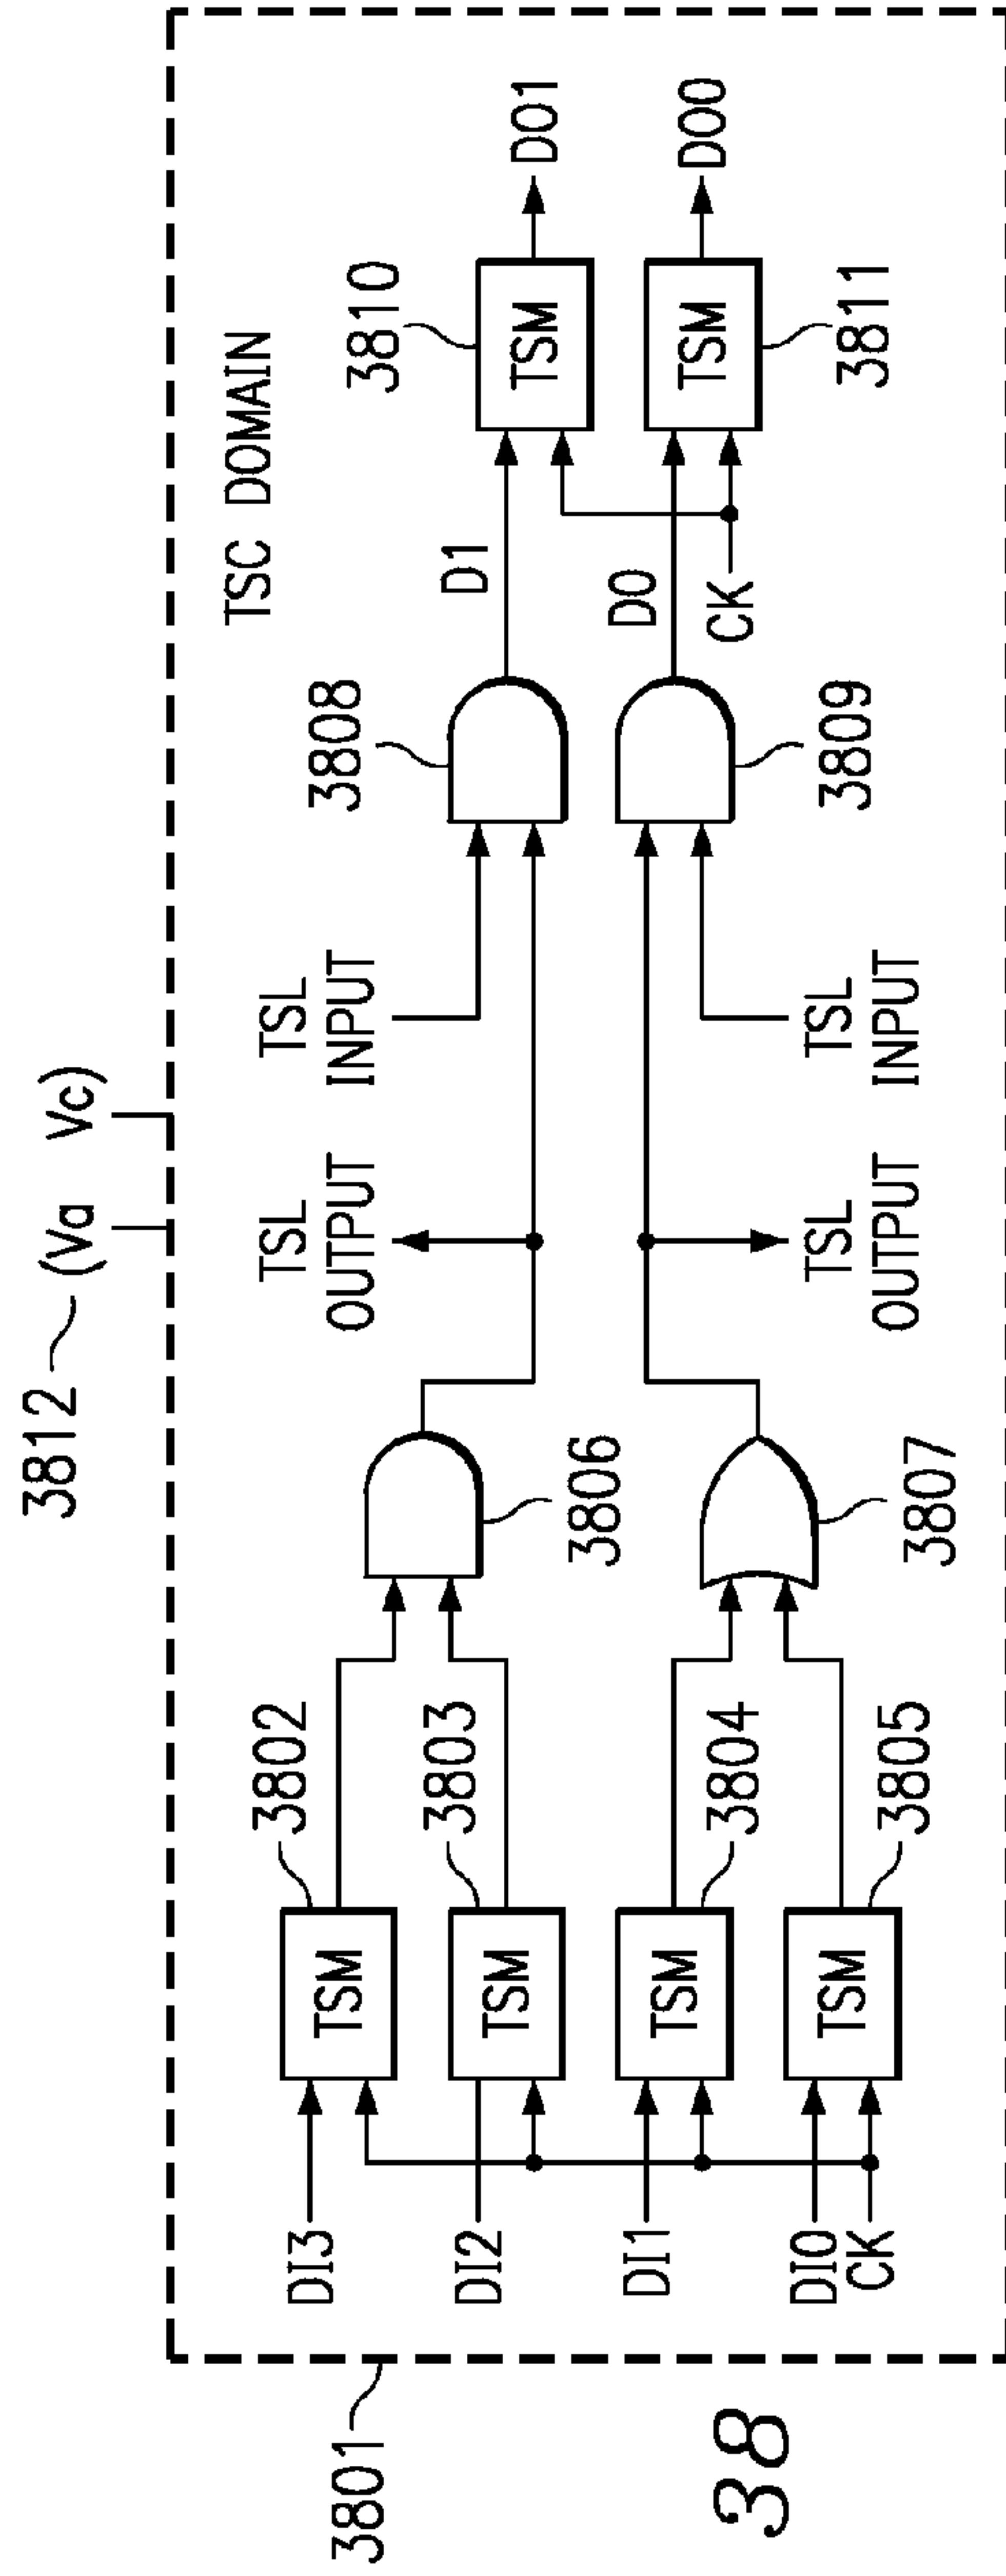 3812 (Va Vc)
3801
TSC DOMAIN
DI3
TSM
3802
DI2
TSM
3803
DI1
TSM
3804
DI0
CK
TSM
3805
3806
3807
TSL
OUTPUT
TSL
OUTPUT
TSL
INPUT
TSL
INPUT
3808
3809
D1
D0
CK
TSM
3810
TSM
3811
DO1
DO0
38